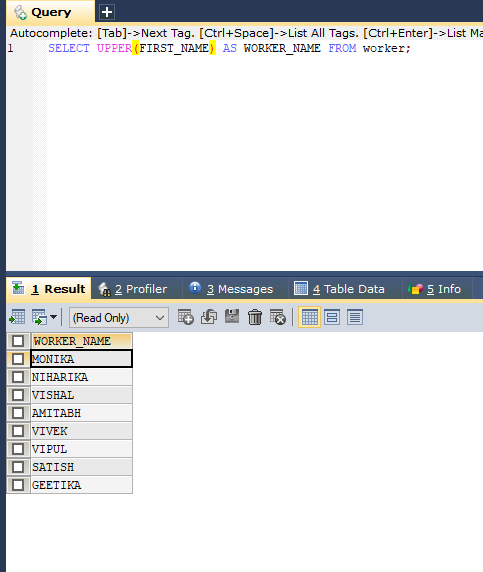 Query
Autocomplete: [Tab]->Next Tag. [Ctrl+Space]->List All Tags. [Ctrl+Enter]->List Ma
1 SELECT UPPER(FIRST_NAME) AS WORKER_NAME FROM worker;
1 Result 2 Profiler 3 Messages 4 Table Data 5 Info
(Read Only)
WORKER_NAME
MONIKA
NIHARIKA
VISHAL
AMITABH
VIVEK
VIPUL
SATISH
GEETIKA